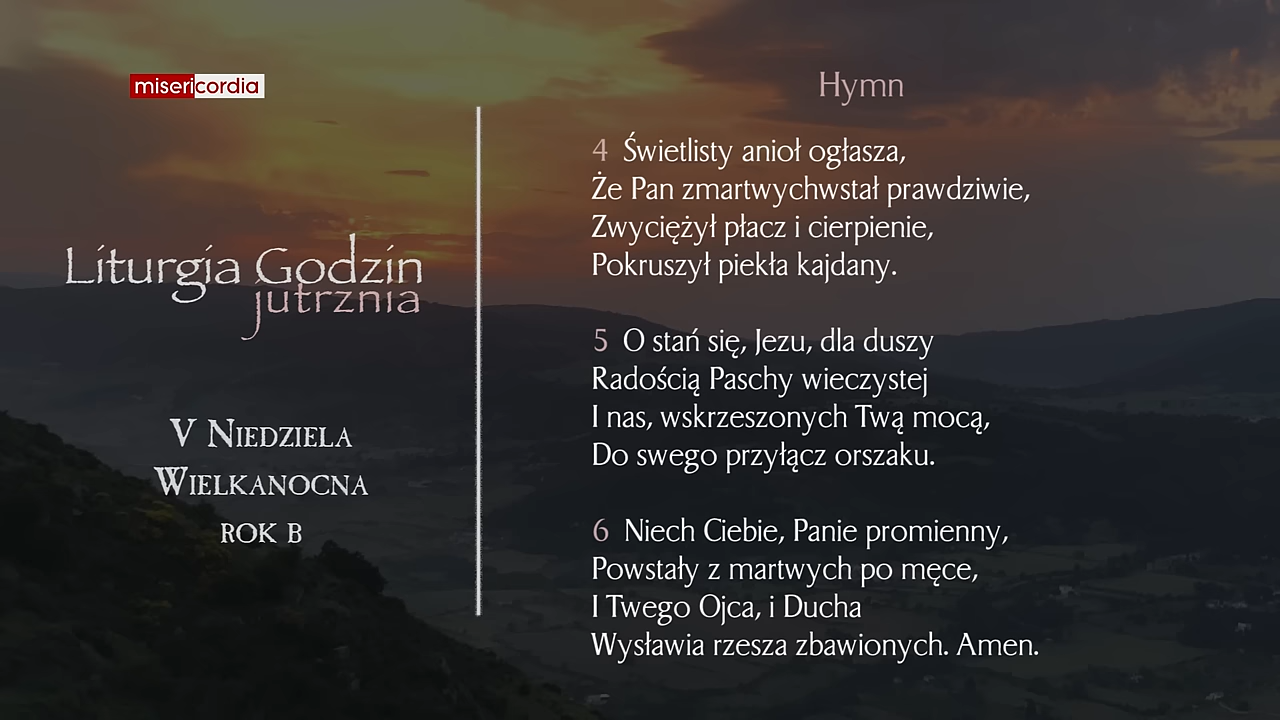 misericordia
Liturgia Godzin
jutrznia
V Niedziela
Wielkanocna
rok B
Hymn
4 Świetlisty anioł ogłasza,
Że Pan zmartwychwstał prawdziwie,
Zwyciężył płacz i cierpienie,
Pokruszył piekła kajdany.
5 O stań się, Jezu, dla duszy
Radością Paschy wieczystej
I nas, wskrzeszonych Twą mocą,
Do swego przyłącz orszaku.
6 Niech Ciebie, Panie promienny,
Powstały z martwych po męce,
I Twego Ojca, i Ducha
Wysławia rzesza zbawionych. Amen.